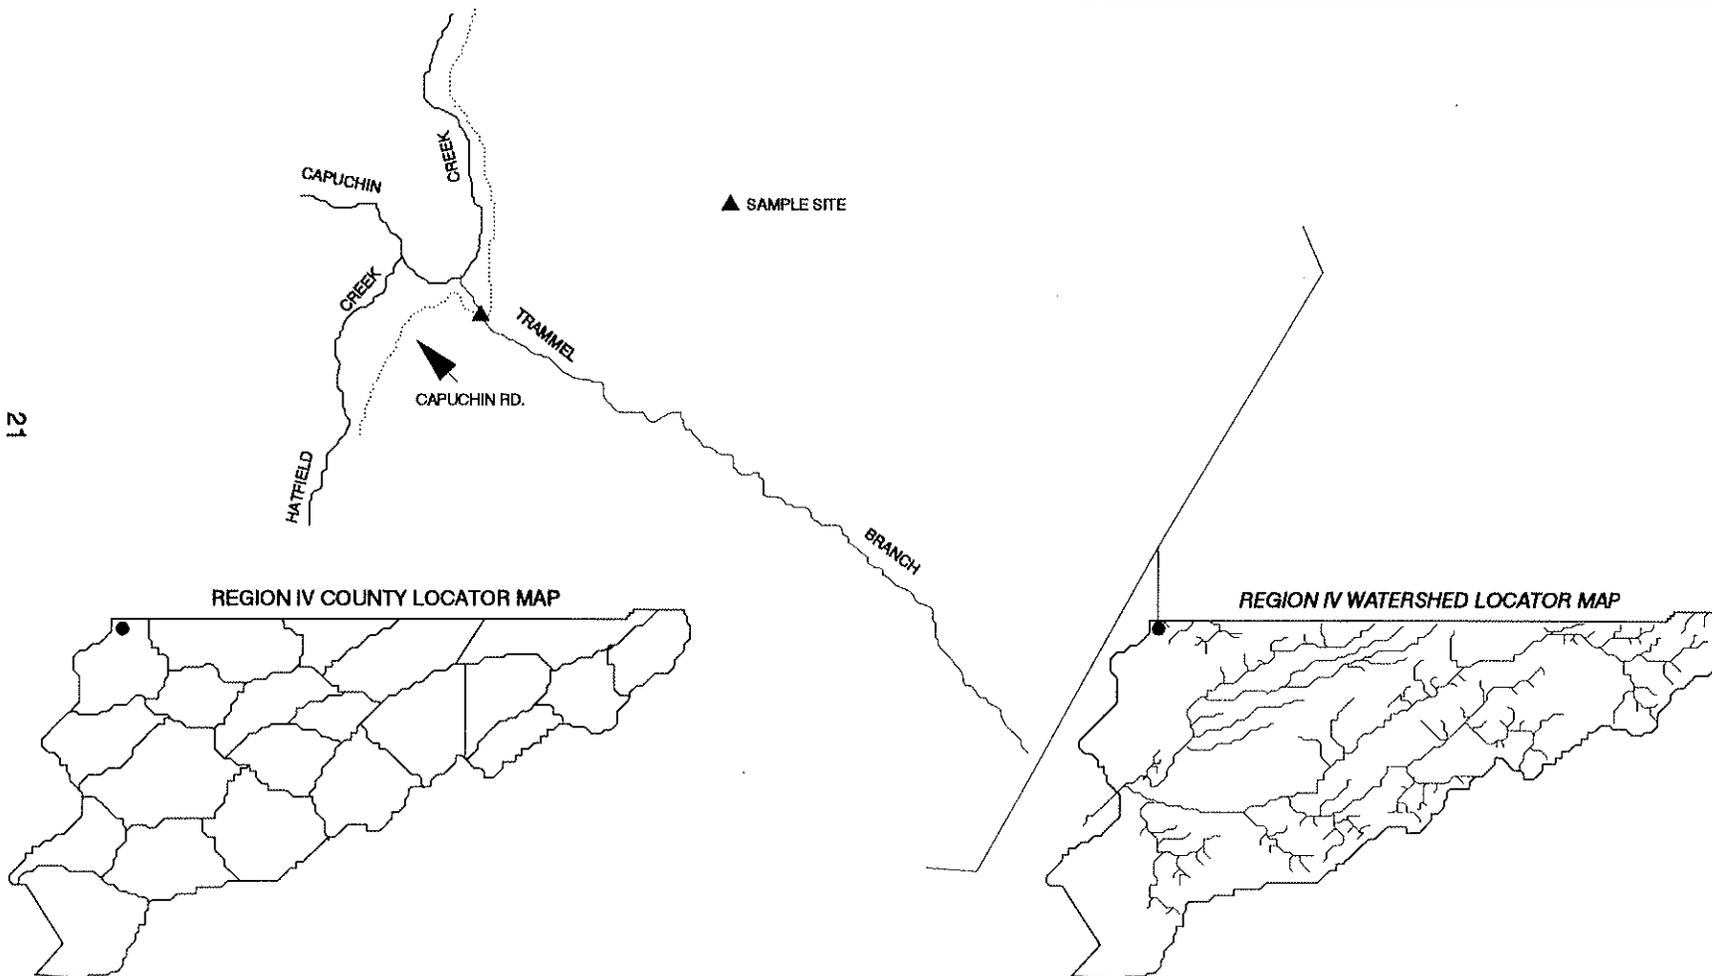 CREEK
CAPUCHIN
▲ SAMPLE SITE
CREEK
TRAMMEL
CAPUCHIN RD.
21
HATFIELD
BRANCH
REGION IV COUNTY LOCATOR MAP
REGION IV WATERSHED LOCATOR MAP